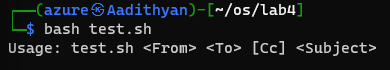 ┌──(azure㉿Aadithyan)-[~/os/lab4]
└─$ bash test.sh
Usage: test.sh <From> <To> [Cc] <Subject>